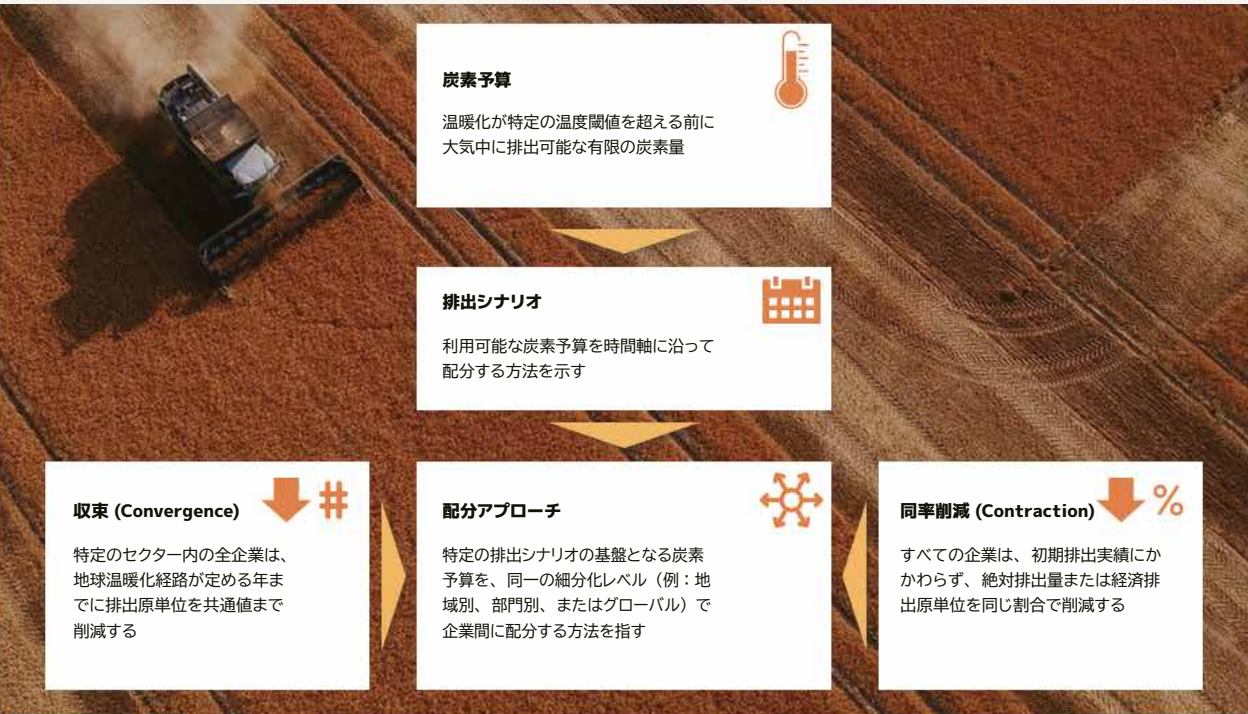 炭素予算
温暖化が特定の温度閾値を超える前に
大気中に排出可能な有限の炭素量
排出シナリオ
利用可能な炭素予算を時間軸に沿って
配分する方法を示す
収束 (Convergence)
#
特定のセクター内の全企業は、
地球温暖化経路が定める年ま
でに排出原単位を共通値まで
削減する
配分アプローチ
特定の排出シナリオの基盤となる炭素
予算を、同一の細分化レベル（例：地
域別、部門別、またはグローバル）で
企業間に配分する方法を指す
同率削減 (Contraction)
%
すべての企業は、初期排出実績にか
かわらず、絶対排出量または経済排
出原単位を同じ割合で削減する